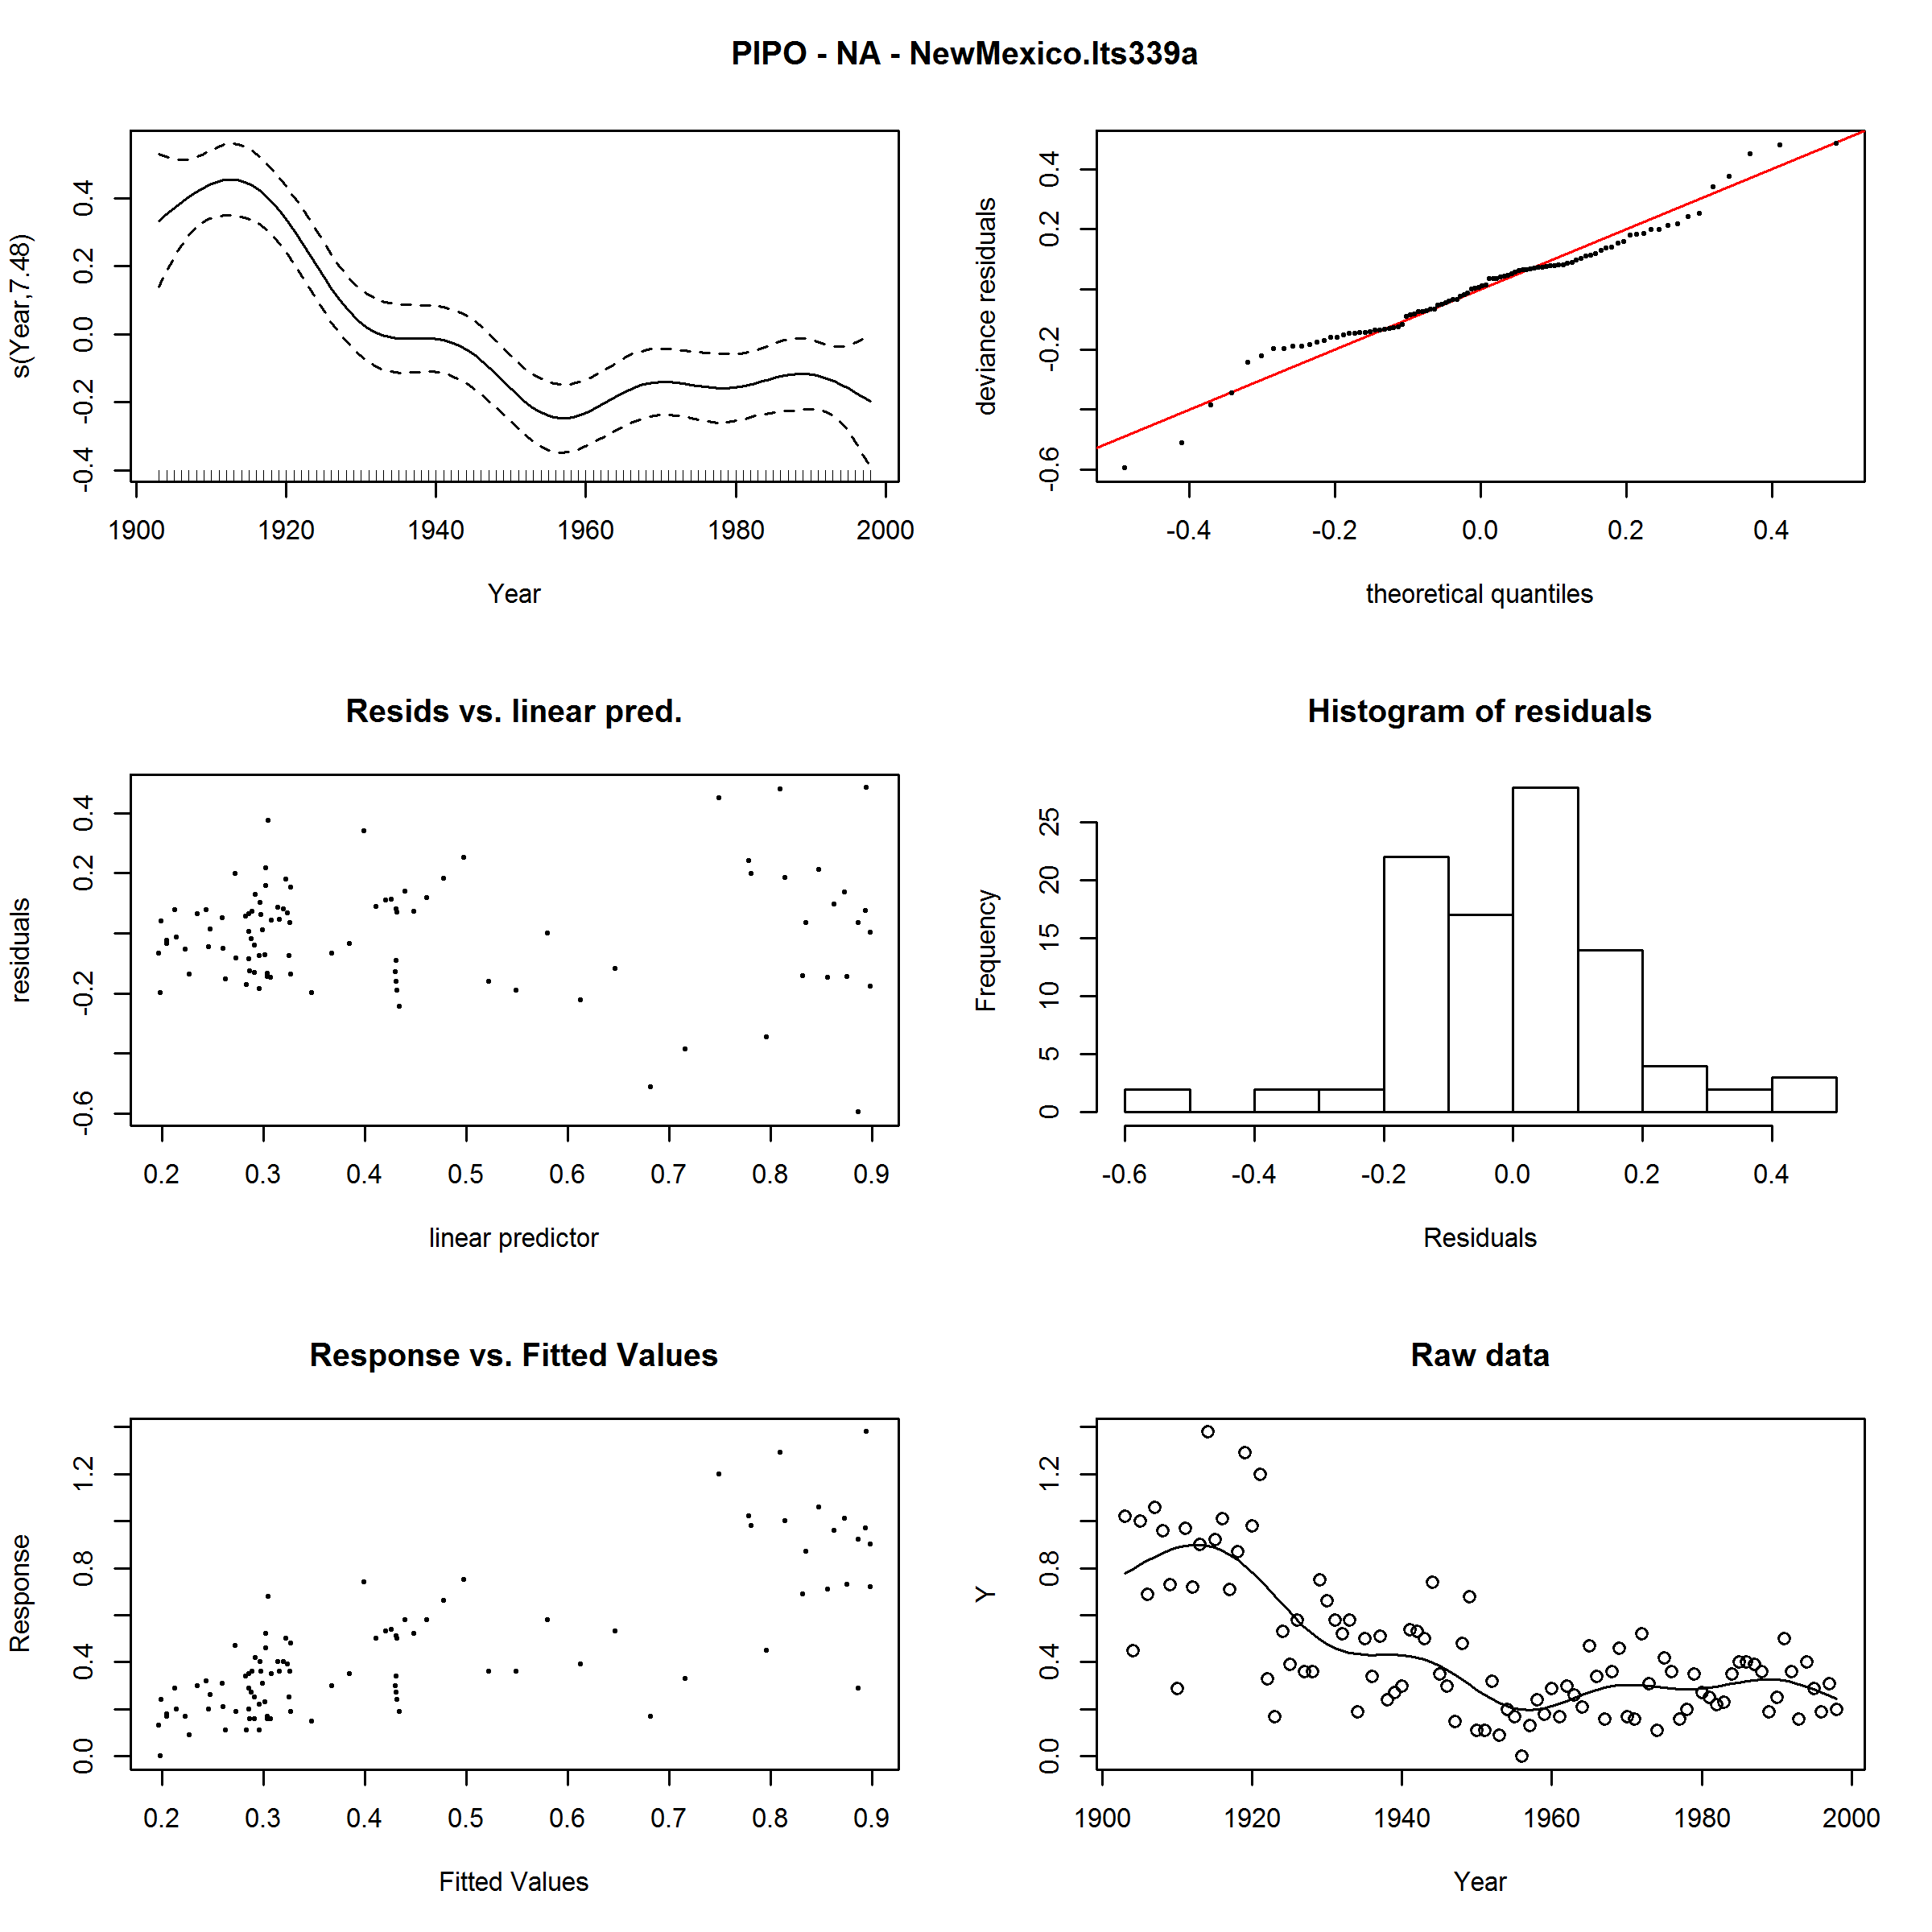 PIPO - NA - NewMexico.Its339a
s(Year,7.48)
0.4
0.2
0.0
-0.2
-0.4
1900 1920 1940 1960 1980 2000
Year
deviance residuals
0.4
0.2
-0.2
-0.6
-0.4 -0.2 0.0 0.2 0.4
theoretical quantiles
Resids vs. linear pred.
residuals
0.4
0.2
-0.2
-0.6
0.2 0.3 0.4 0.5 0.6 0.7 0.8 0.9
linear predictor
Histogram of residuals
Frequency
25
20
15
10
5
0
-0.6 -0.4 -0.2 0.0 0.2 0.4
Residuals
Response vs. Fitted Values
Response
1.2
0.8
0.4
0.0
0.2 0.3 0.4 0.5 0.6 0.7 0.8 0.9
Fitted Values
Raw data
Y
1.2
0.8
0.4
0.0
1900 1920 1940 1960 1980 2000
Year